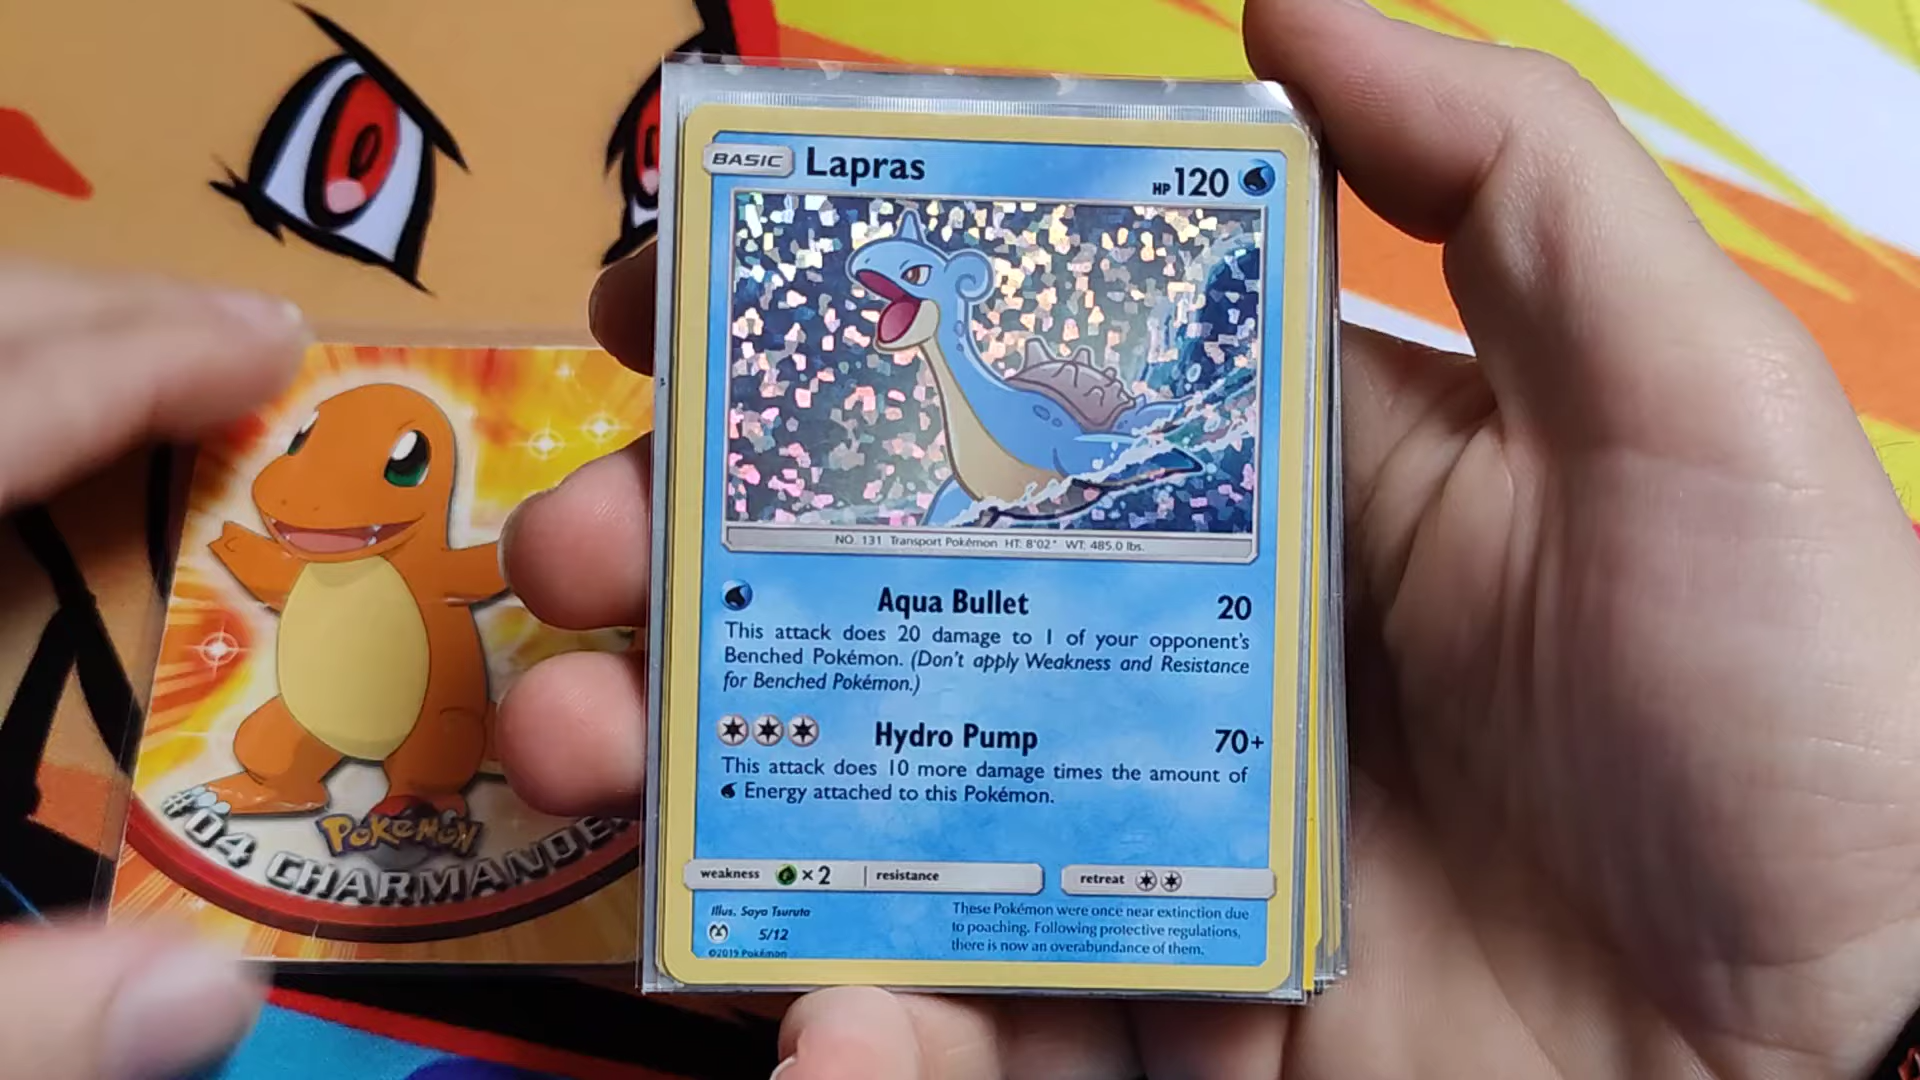 BASIC Lapras HP 120
NO. 131 Transport Pokémon HT: 8'02" WT: 485.0 lbs.
Aqua Bullet 20
This attack does 20 damage to 1 of your opponent's
Benched Pokémon. (Don't apply Weakness and Resistance
for Benched Pokémon.)
Hydro Pump 70+
This attack does 10 more damage times the amount of
Energy attached to this Pokémon.
weakness ×2 resistance retreat
Illus. Sayo Tsuruta
5/12
©2019 Pokémon
These Pokémon were once near extinction due
to poaching. Following protective regulations,
there is now an overabundance of them.
POKéMON
#04 CHARMANDE